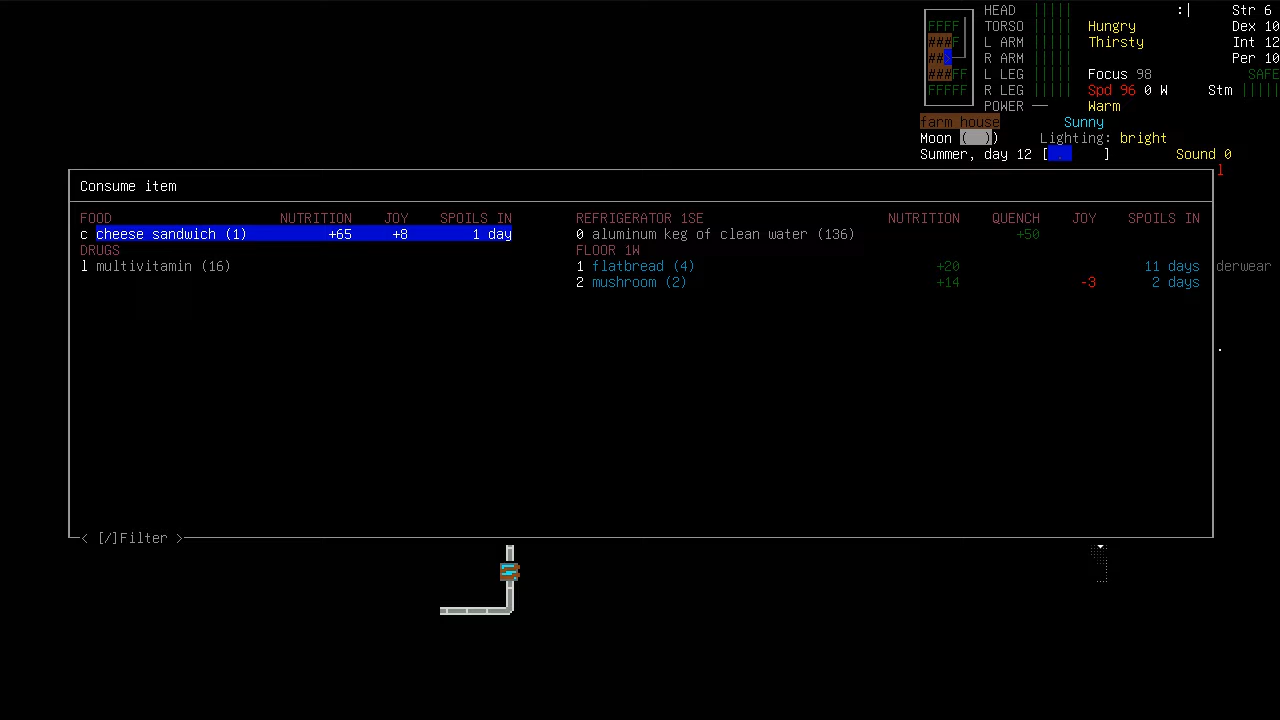 HEAD ||||| :| Str 6
FFFF TORSO ||||| Hungry Dex 10
###F L ARM ||||| Thirsty Int 12
## R ARM ||||| Per 10
###FF L LEG ||||| Focus 98 SAFE
FFFFF R LEG ||||| Spd 96 0 W Stm |||||
POWER — Warm
farm house Sunny
Moon ( ) Lighting: bright
Summer, day 12 [ . ] Sound 0
Consume item
FOOD NUTRITION JOY SPOILS IN
c cheese sandwich (1) +65 +8 1 day
DRUGS
l multivitamin (16)
REFRIGERATOR 1SE NUTRITION QUENCH JOY SPOILS IN
0 aluminum keg of clean water (136) +50
FLOOR 1W
1 flatbread (4) +20 11 days
2 mushroom (2) +14 -3 2 days
derwear
< [/]Filter >